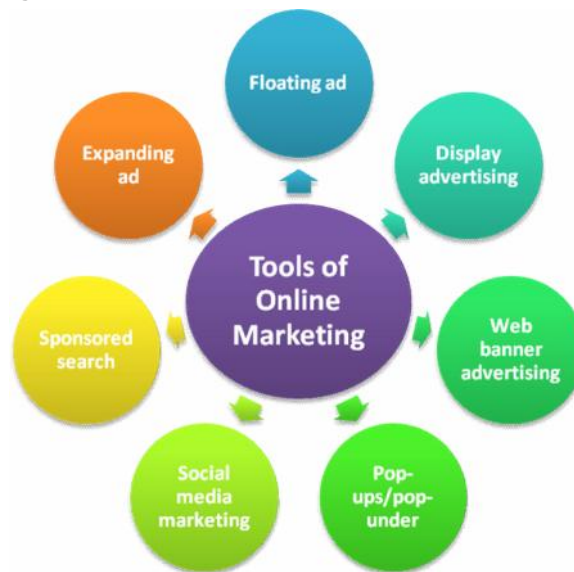 Floating ad
Display
advertising
Web
banner
advertising
Pop-
ups/pop-
under
Social
media
marketing
Sponsored
search
Expanding
ad
Tools of
Online
Marketing